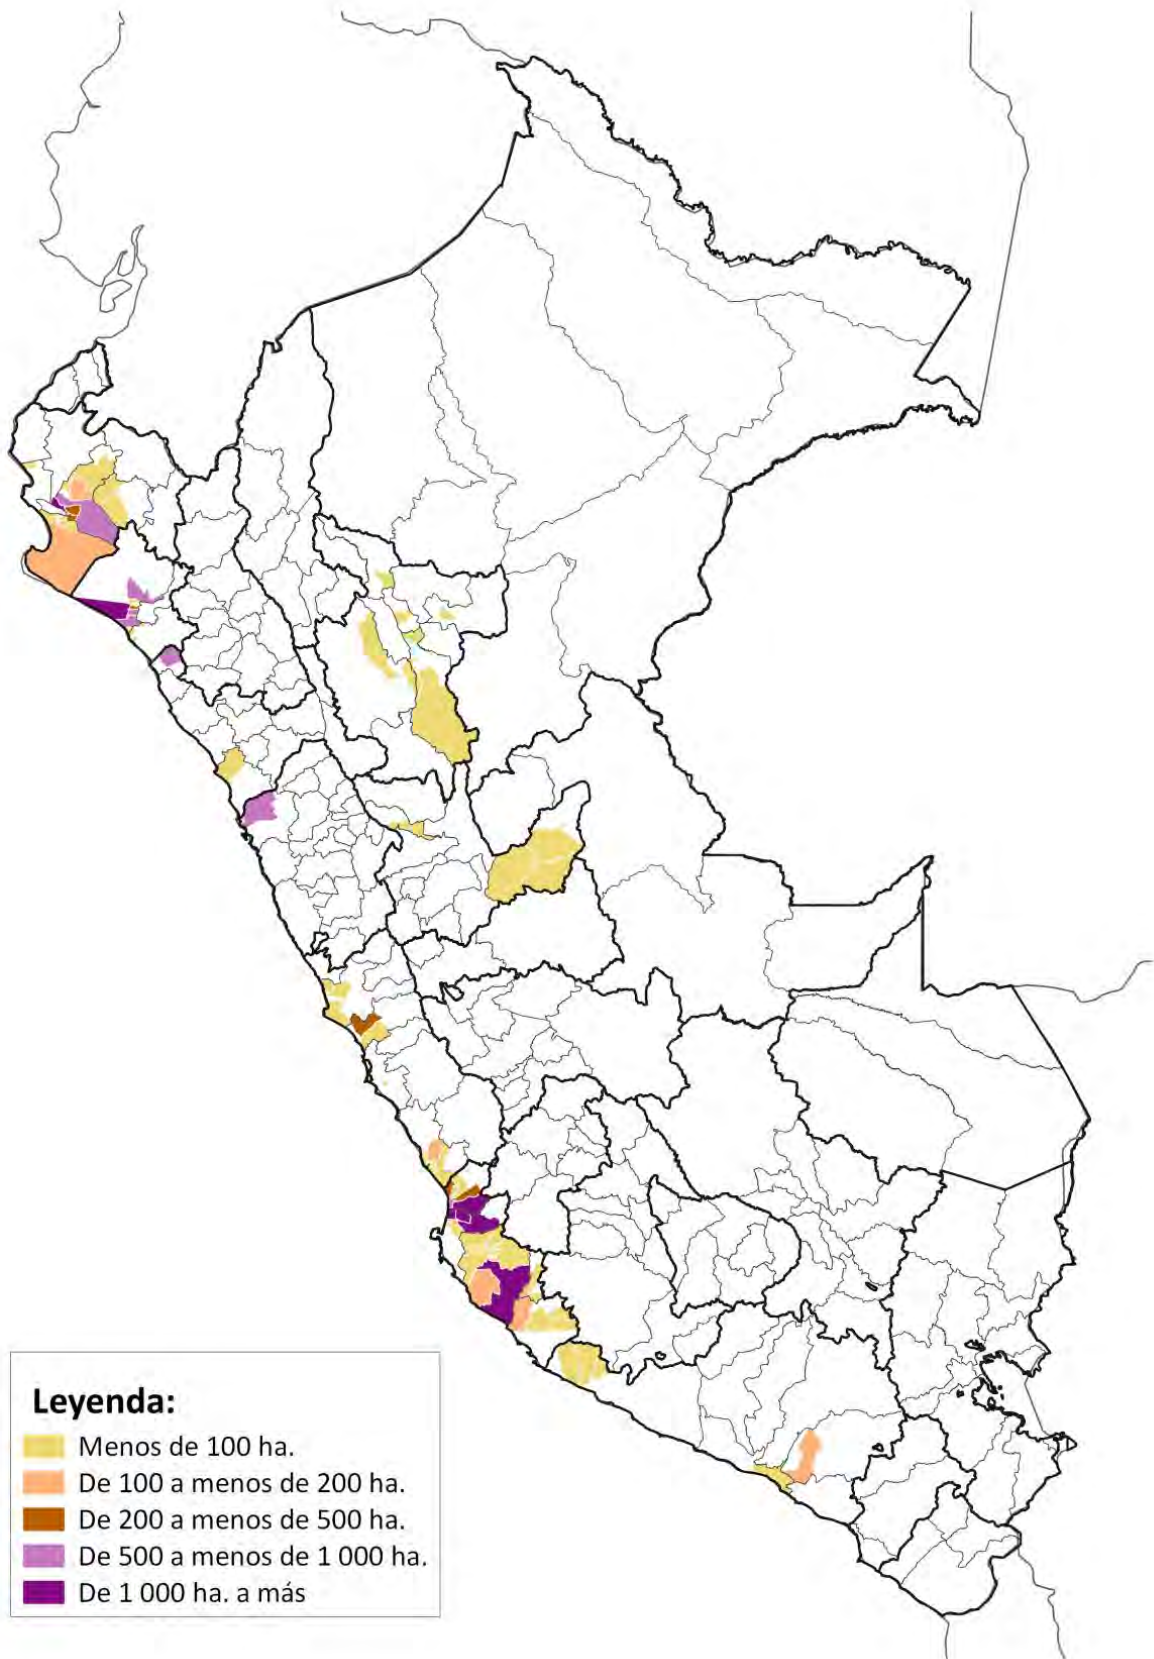 Leyenda:
Menos de 100 ha.
De 100 a menos de 200 ha.
De 200 a menos de 500 ha.
De 500 a menos de 1 000 ha.
De 1 000 ha. a más